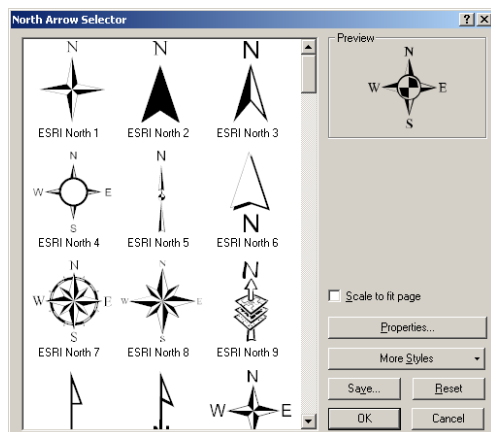 North Arrow Selector
N N N
ESRI North 1 ESRI North 2 ESRI North 3
N N
W E
S N
ESRI North 4 ESRI North 5 ESRI North 6
N N N
W E W E
S S
ESRI North 7 ESRI North 8 ESRI North 9
N
W E
Preview
N
W E
S
Scale to fit page
Properties...
More Styles
Save... Reset
OK Cancel